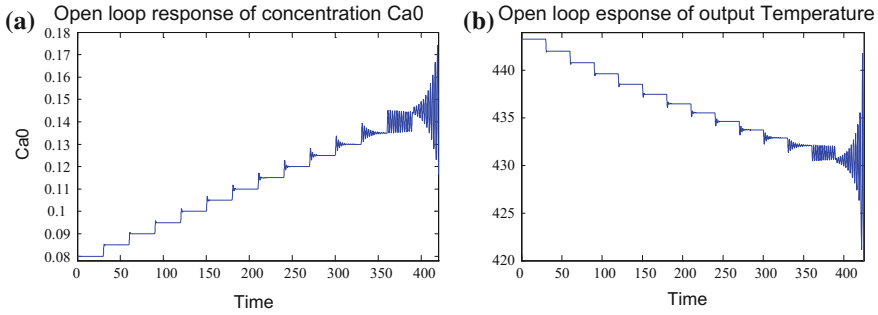 (a) Open loop response of concentration Ca0
0.18
0.17
0.16
0.15
0.14
0.13
0.12
0.11
0.1
0.09
0.08
Ca0
0 50 100 150 200 250 300 350 400
Time
(b) Open loop esponse of output Temperature
440
435
430
425
420
0 50 100 150 200 250 300 350 400
Time